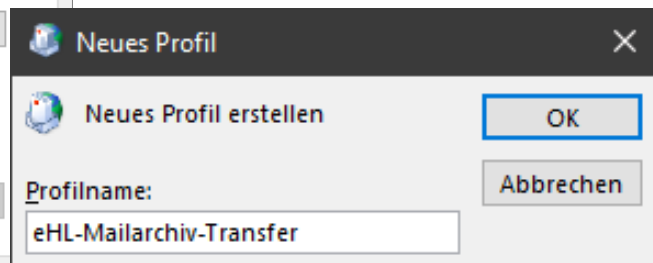 Neues Profil
Neues Profil erstellen
OK
Profilname:
Abbrechen
eHL-Mailarchiv-Transfer